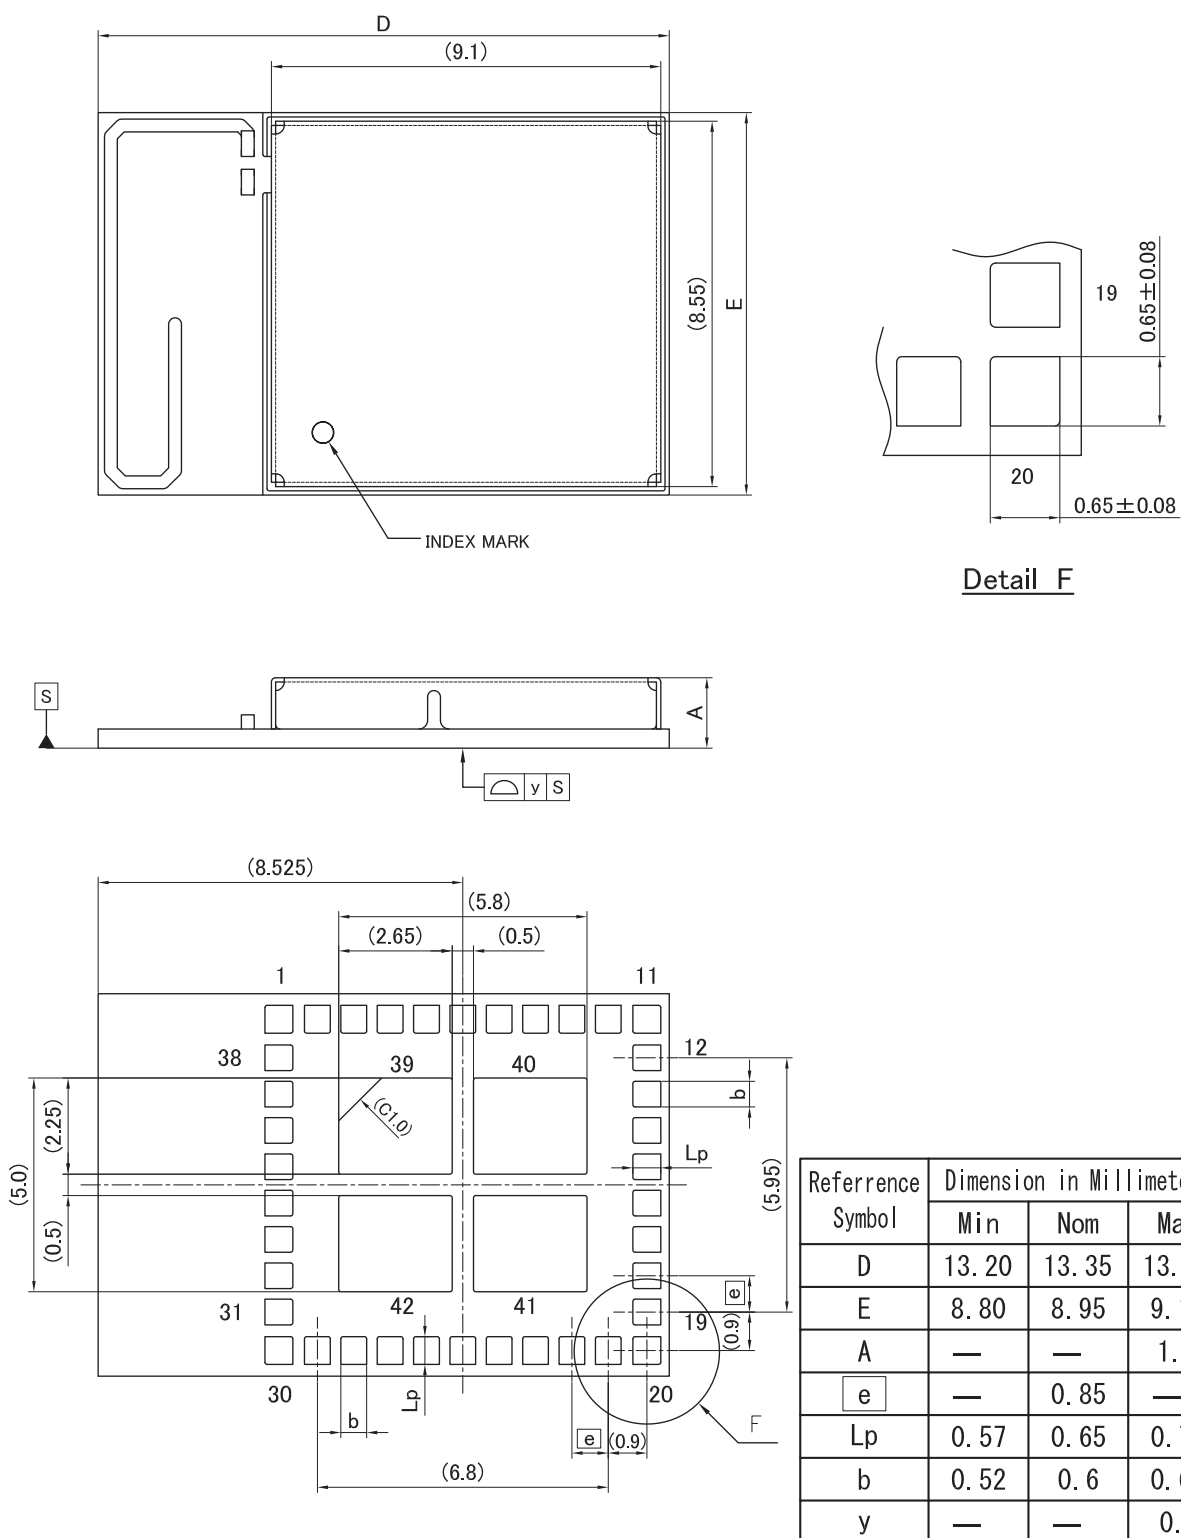 D
(9.1)
(8.55)
E
INDEX MARK
19
0.65±0.08
20
0.65±0.08
Detail F
S
A
y S
(8.525)
(5.8)
(2.65) (0.5)
1 11
38 39 40 12
(C1.0)
b
(2.25)
(5.0)
(0.5)
Lp
(5.95)
31 42 41 19
e
(0.9)
30 20
b
Lp
e (0.9)
F
(6.8)
Referrence Symbol Dimension in
Min Nom
D 13.20 13.35
E 8.80 8.95
A — —
e — 0.85 —
Lp 0.57 0.65
b 0.52 0.6
y — —